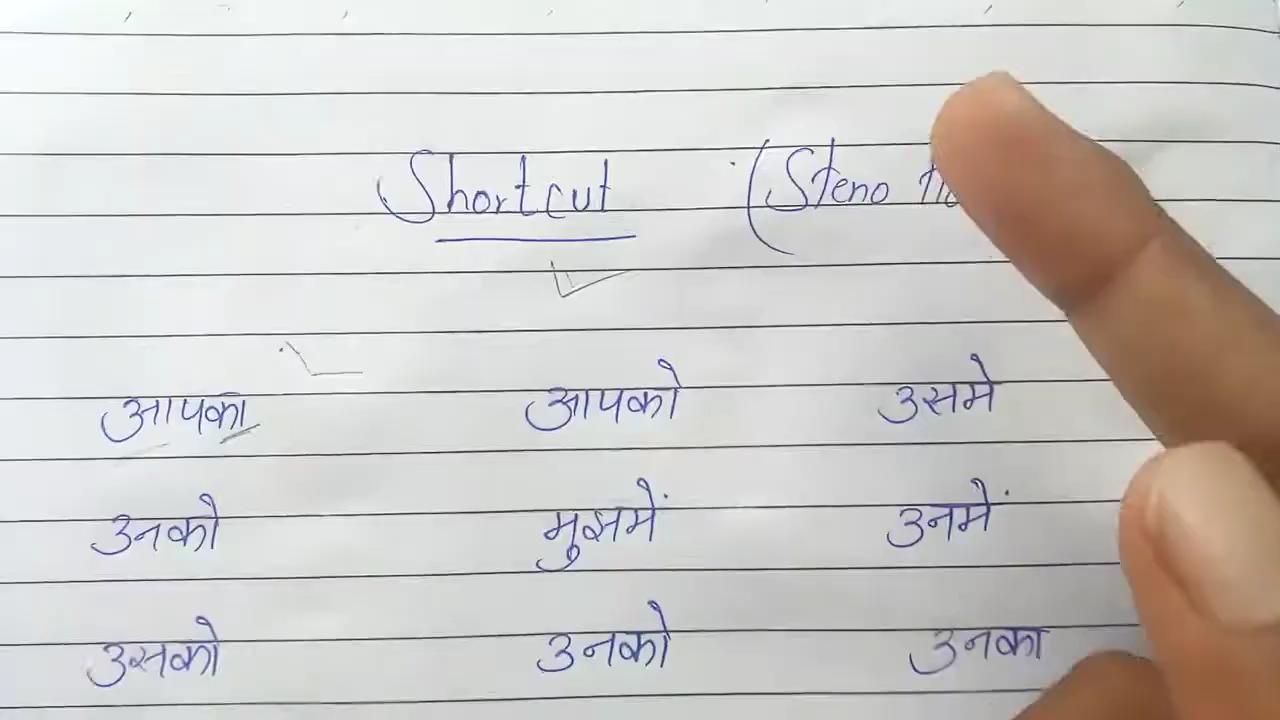 Shortcut (Steno
आपका आपको उसमे
उनको मुझमें उनमें
उसको उनको उनका